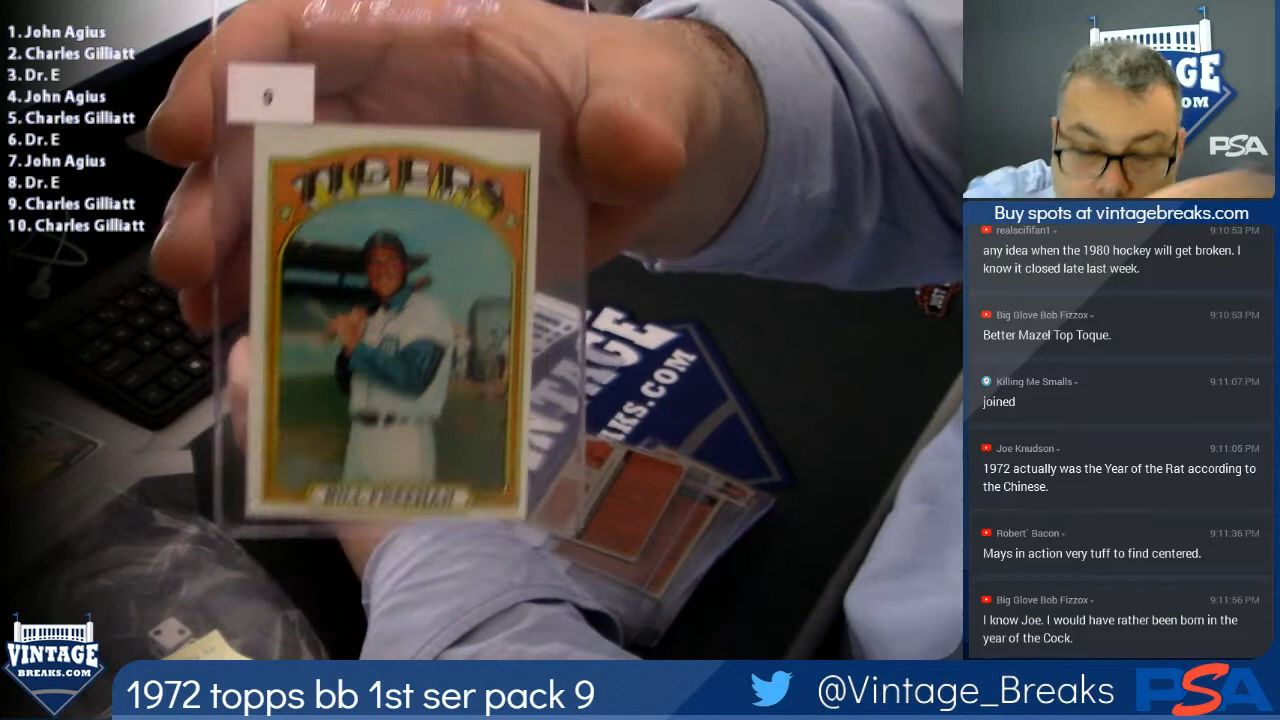 1. John Agius
2. Charles Gilliatt
3. Dr. E
4. John Agius
5. Charles Gilliatt
6. Dr. E
7. John Agius
8. Dr. E
9. Charles Gilliatt
10. Charles Gilliatt
9
TIGERS
BILL FREEHAN
VINTAGE
BREAKS.COM
AGE
OM
PSA
Buy spots at vintagebreaks.com
realscififan1
9:10:53 PM
any idea when the 1980 hockey will get broken. I
know it closed late last week.
Big Glove Bob Fizzox
9:10:53 PM
Better Mazel Top Toque.
Killing Me Smalls
9:11:07 PM
joined
Joe Knudson
9:11:05 PM
1972 actually was the Year of the Rat according to
the Chinese.
Robert' Bacon
9:11:36 PM
Mays in action very tuff to find centered.
Big Glove Bob Fizzox
9:11:56 PM
I know Joe. I would have rather been born in the
year of the Cock.
VINTAGE
BREAKS.COM
1972 topps bb 1st ser pack 9
@Vintage_Breaks
PSA